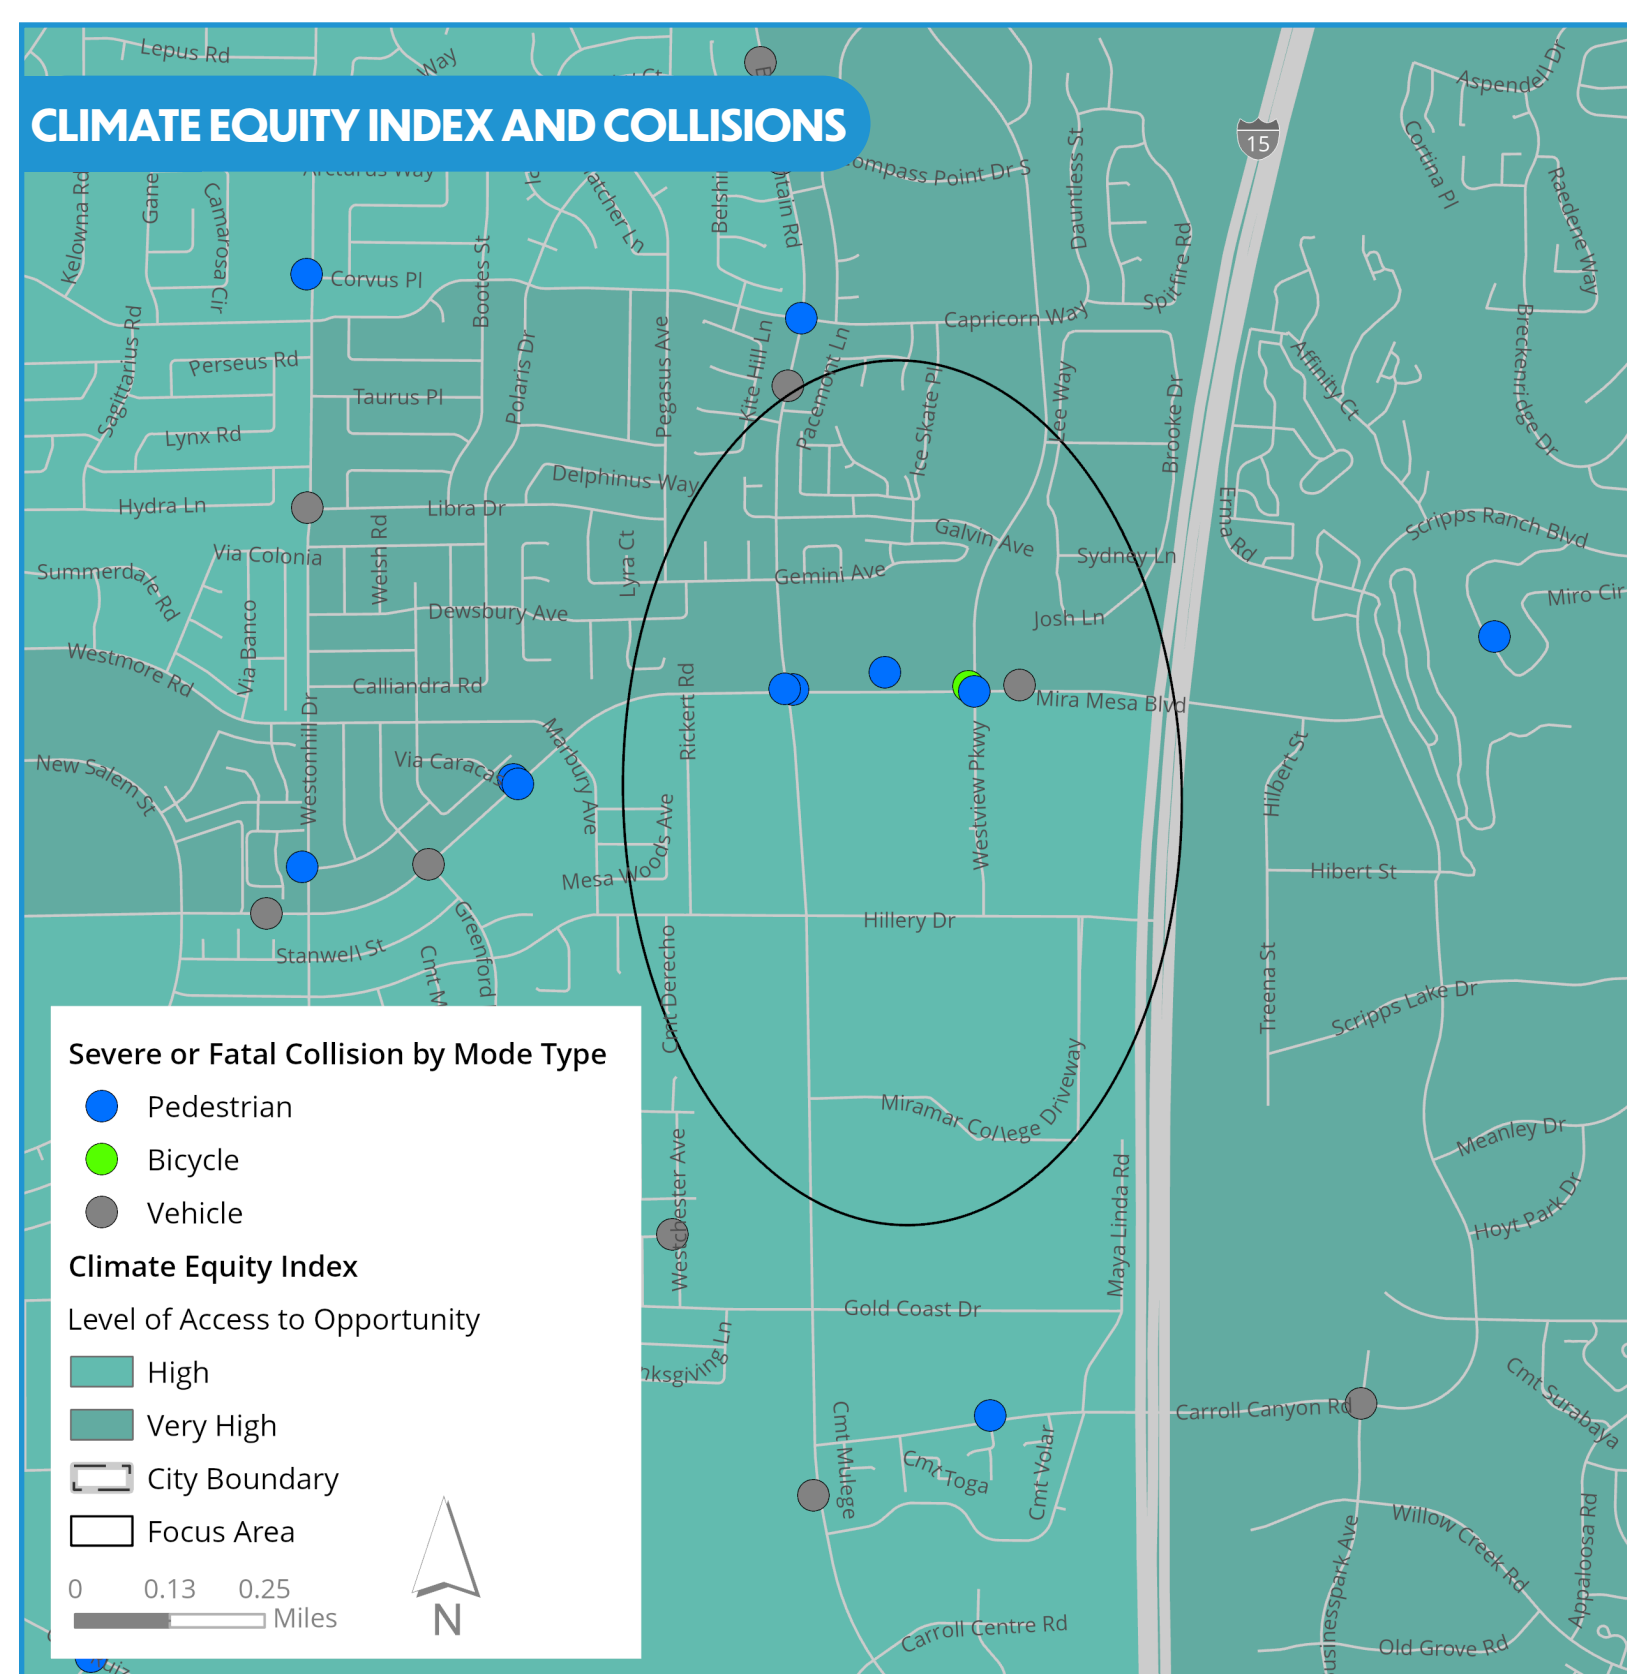 Lepus Rd
Way
Ct
Aspendell Dr
CLIMATE EQUITY INDEX AND COLLISIONS
15
Cortina Pl
Raedene Way
Compass Point Dr S
Dauntless St
Arcturus Way
Kelowna Rd
Camarosa Cir
Belshi
Corvus Pl
Bootes St
Spitfire Rd
Capricorn Way
Sagittarius Rd
Perseus Rd
Polaris Dr
Pegasus Ave
Kite Hill Ln
Pacemont Ln
Ice Skate Pl
Lee Way
Brooke Dr
Affinity Ct
Breckenridge Dr
Taurus Pl
Lynx Rd
Delphinus Way
Hydra Ln
Libra Dr
Galvin Ave
Erma Rd
Scripps Ranch Blvd
Via Colonia
Welsh Rd
Lyra Ct
Sydney Ln
Summerdale Rd
Gemini Ave
Miro Cir
Via Banco
Dewsbury Ave
Josh Ln
Westmore Rd
Calliandra Rd
Rickert Rd
Mira Mesa Blvd
Westonhill Dr
Marbury Ave
Via Caracas
Westview Pkwy
Hilbert St
New Salem St
Mesa Woods Ave
Hibert St
Hillery Dr
Greenford
Stanwell St
Cmt M
Cmt Derecho
Treena St
Scripps Lake Dr
Miramar College Driveway
Meanley Dr
Hoyt Park Dr
Westchester Ave
Maya Linda Rd
Gold Coast Dr
nksgiving Ln
Carroll Canyon Rd
Cmt Surabaya
Cmt Mulege
Cmt Toga
Cmt Volar
Willow Creek Rd
Appaloosa Rd
usinesspark Ave
Carroll Centre Rd
Old Grove Rd
Severe or Fatal Collision by Mode Type
Pedestrian
Bicycle
Vehicle
Climate Equity Index
Level of Access to Opportunity
High
Very High
City Boundary
Focus Area
0 0.13 0.25
Miles
N